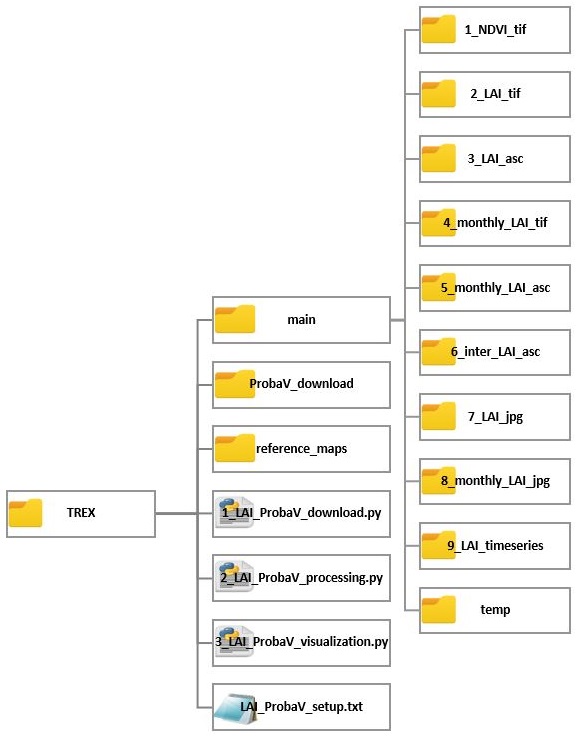 TREX
main
ProbaV_download
reference_maps
1_LAI_ProbaV_download.py
2_LAI_ProbaV_processing.py
3_LAI_ProbaV_visualization.py
LAI_ProbaV_setup.txt
1_NDVI_tif
2_LAI_tif
3_LAI_asc
4_monthly_LAI_tif
5_monthly_LAI_asc
6_inter_LAI_asc
7_LAI_jpg
8_monthly_LAI_jpg
9_LAI_timeseries
temp